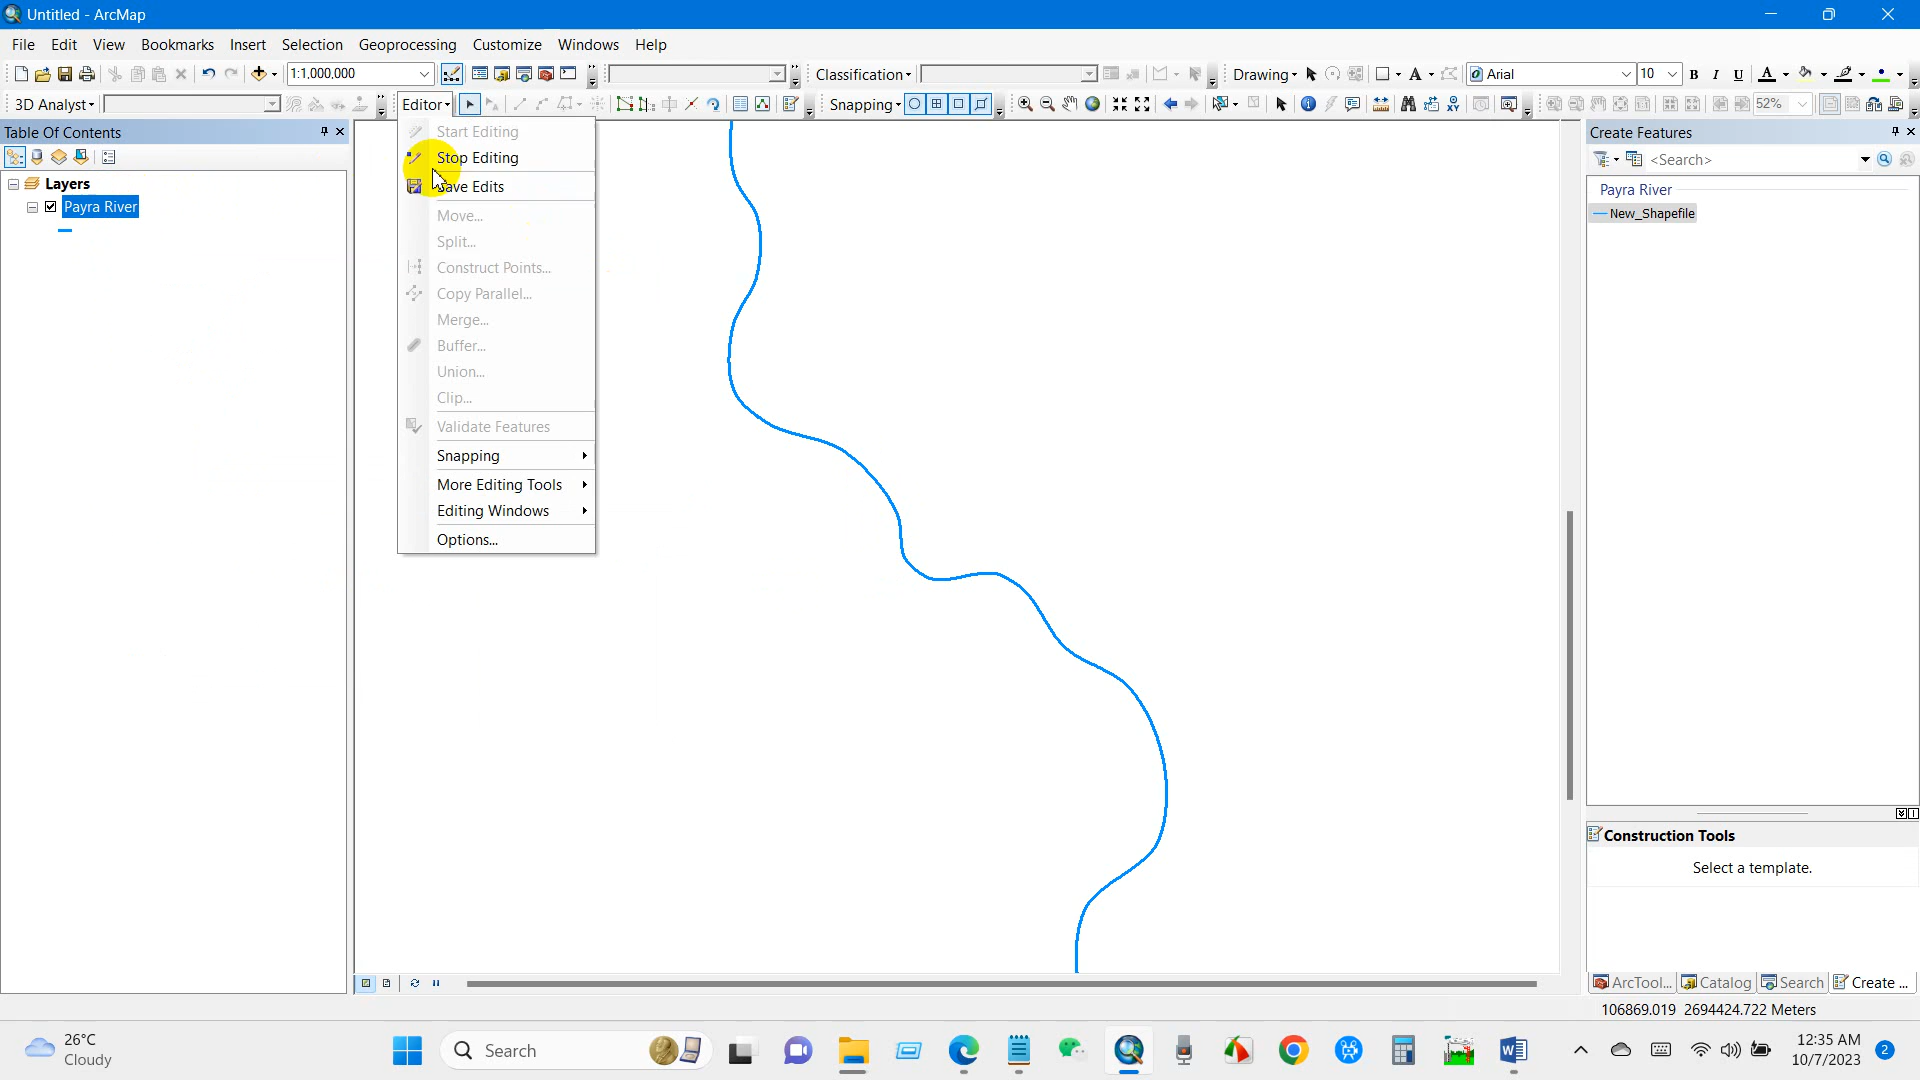 Untitled - ArcMap
File Edit View Bookmarks Insert Selection Geoprocessing Customize Windows Help
1:1,000,000 Classification Drawing Arial 10 B I U A
3D Analyst Editor Snapping 52%
Table Of Contents
Layers
Payra River
Start Editing
Stop Editing
Save Edits
Move...
Split...
Construct Points...
Copy Parallel...
Merge...
Buffer...
Union...
Clip...
Validate Features
Snapping
More Editing Tools
Editing Windows
Options...
Create Features
<Search>
Payra River
New_Shapefile
Construction Tools
Select a template.
ArcTool... Catalog Search Create ...
106869.019 2694424.722 Meters
26°C
Cloudy
Search
12:35 AM
10/7/2023
2